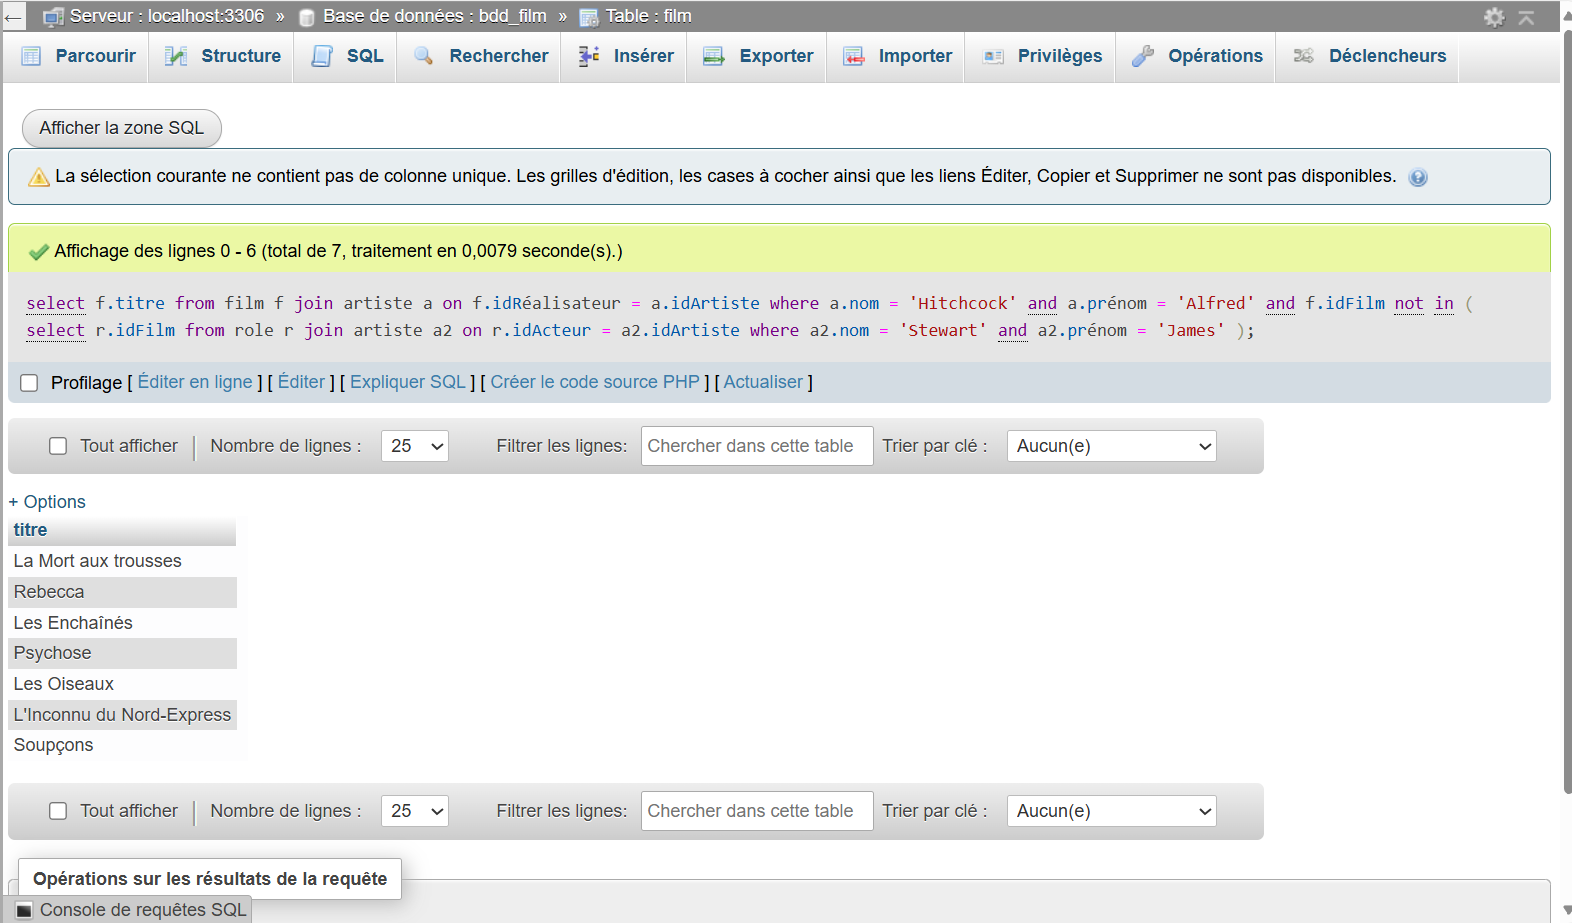 Serveur : localhost:3306 » Base de données : bdd_film » Table : film
Parcourir Structure SQL Rechercher Insérer Exporter Importer Privilèges Opérations Déclencheurs
Afficher la zone SQL
La sélection courante ne contient pas de colonne unique. Les grilles d'édition, les cases à cocher ainsi que les liens Éditer, Copier et Supprimer ne sont pas disponibles.
Affichage des lignes 0 - 6 (total de 7, traitement en 0,0079 seconde(s).)
select f.titre from film f join artiste a on f.idRéalisateur = a.idArtiste where a.nom = 'Hitchcock' and a.prénom = 'Alfred' and f.idFilm not in (
select r.idFilm from role r join artiste a2 on r.idActeur = a2.idArtiste where a2.nom = 'Stewart' and a2.prénom = 'James' );
Profilage [ Éditer en ligne ] [ Éditer ] [ Expliquer SQL ] [ Créer le code source PHP ] [ Actualiser ]
Tout afficher Nombre de lignes : 25 Filtrer les lignes: Chercher dans cette table Trier par clé : Aucun(e)
+ Options
titre
La Mort aux trousses
Rebecca
Les Enchaînés
Psychose
Les Oiseaux
L'Inconnu du Nord-Express
Soupçons
Tout afficher Nombre de lignes : 25 Filtrer les lignes: Chercher dans cette table Trier par clé : Aucun(e)
Opérations sur les résultats de la requête
Console de requêtes SQL